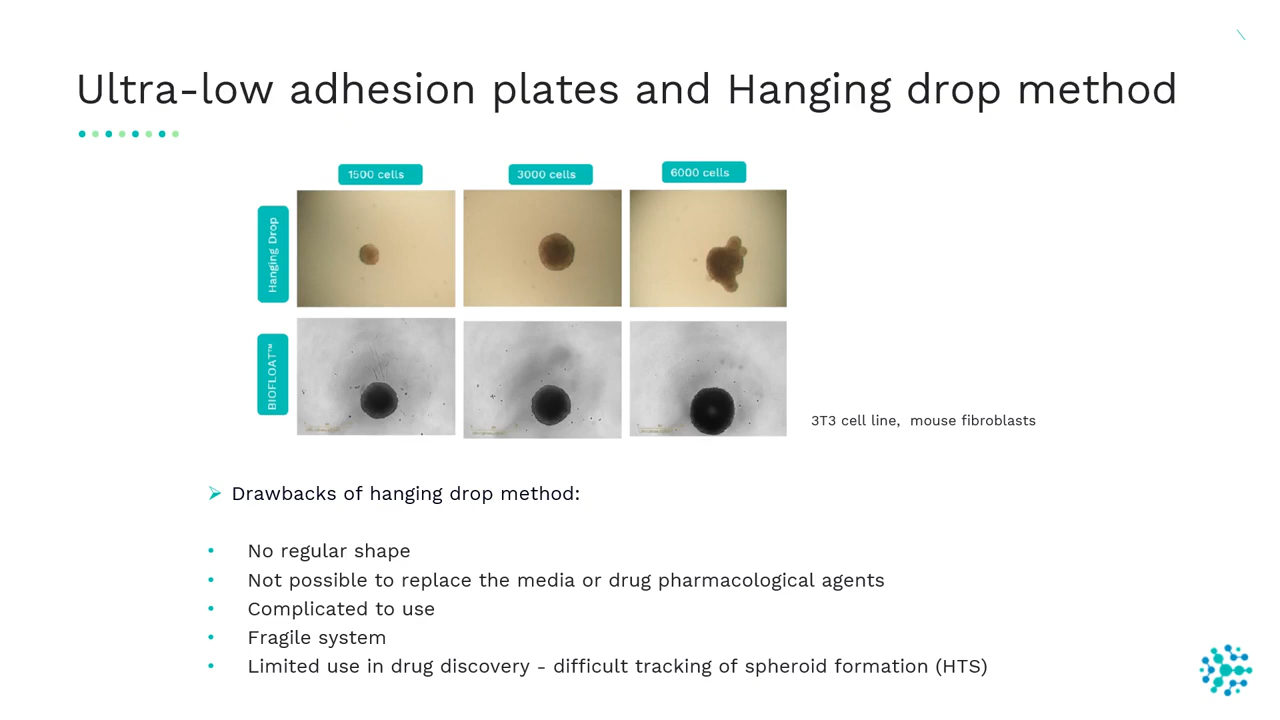 Ultra-low adhesion plates and Hanging drop method
1500 cells
3000 cells
6000 cells
Hanging Drop
BIOFLOAT™
3T3 cell line, mouse fibroblasts
➢ Drawbacks of hanging drop method:
• No regular shape
• Not possible to replace the media or drug pharmacological agents
• Complicated to use
• Fragile system
• Limited use in drug discovery - difficult tracking of spheroid formation (HTS)